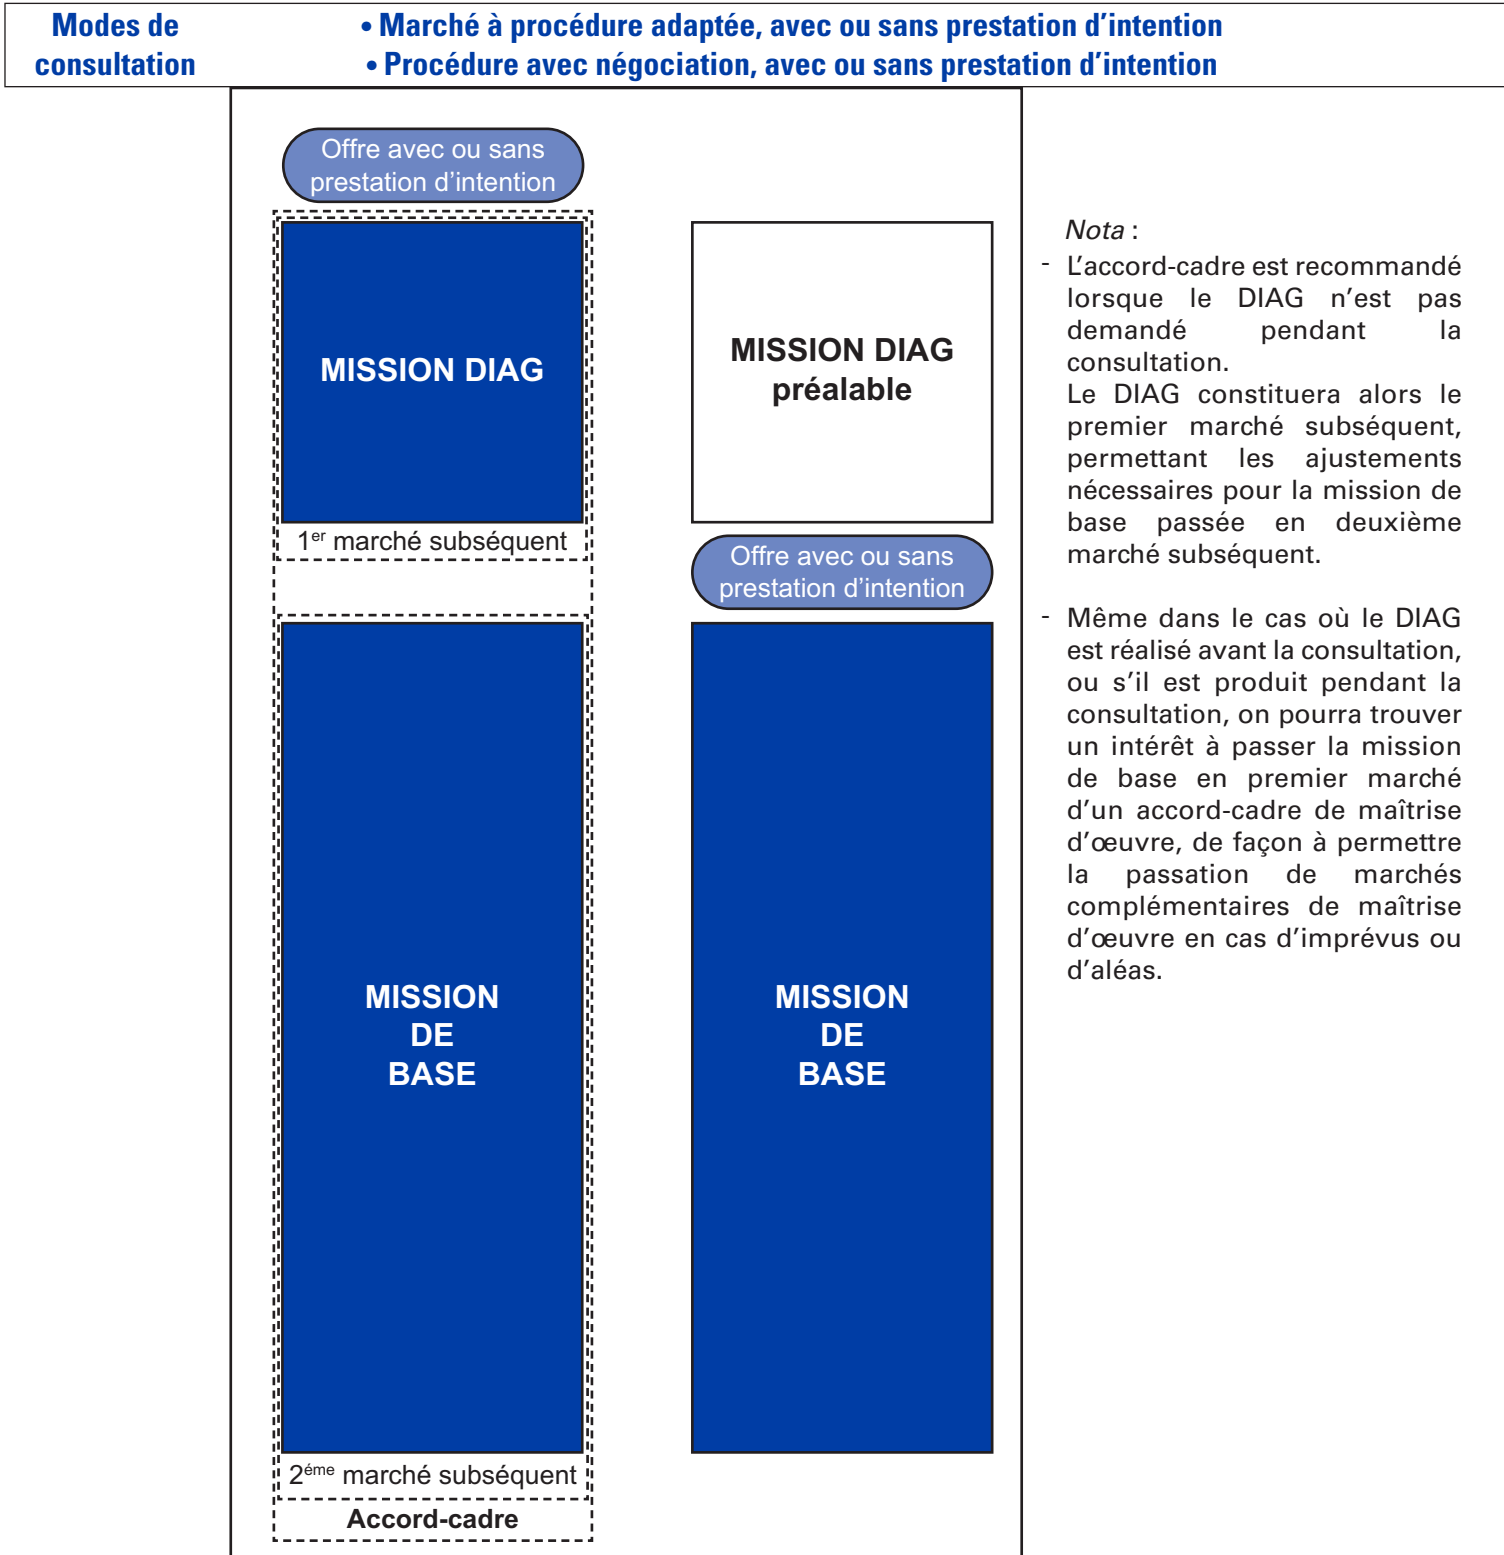 Modes de
consultation
• Marché à procédure adaptée, avec ou sans prestation d’intention
• Procédure avec négociation, avec ou sans prestation d’intention
Offre avec ou sans
prestation d’intention
MISSION DIAG
1er marché subséquent
MISSION
DE
BASE
2éme marché subséquent
Accord-cadre
MISSION DIAG
préalable
Offre avec ou sans
prestation d’intention
MISSION
DE
BASE
Nota :
- L’accord-cadre est recommandé
lorsque le DIAG n’est pas
demandé pendant la
consultation.
Le DIAG constituera alors le
premier marché subséquent,
permettant les ajustements
nécessaires pour la mission de
base passée en deuxième
marché subséquent.
- Même dans le cas où le DIAG
est réalisé avant la consultation,
ou s’il est produit pendant la
consultation, on pourra trouver
un intérêt à passer la mission
de base en premier marché
d’un accord-cadre de maîtrise
d’œuvre, de façon à permettre
la passation de marchés
complémentaires de maîtrise
d’œuvre en cas d’imprévus ou
d’aléas.